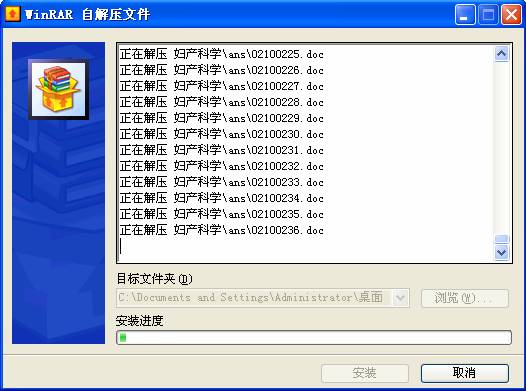 WinRAR 自解压文件
正在解压 妇产科学\ans\02100225.doc
正在解压 妇产科学\ans\02100226.doc
正在解压 妇产科学\ans\02100227.doc
正在解压 妇产科学\ans\02100228.doc
正在解压 妇产科学\ans\02100229.doc
正在解压 妇产科学\ans\02100230.doc
正在解压 妇产科学\ans\02100231.doc
正在解压 妇产科学\ans\02100232.doc
正在解压 妇产科学\ans\02100233.doc
正在解压 妇产科学\ans\02100234.doc
正在解压 妇产科学\ans\02100235.doc
正在解压 妇产科学\ans\02100236.doc
目标文件夹(D)
C:\Documents and Settings\Administrator\桌面
浏览(W)...
安装进度
安装
取消